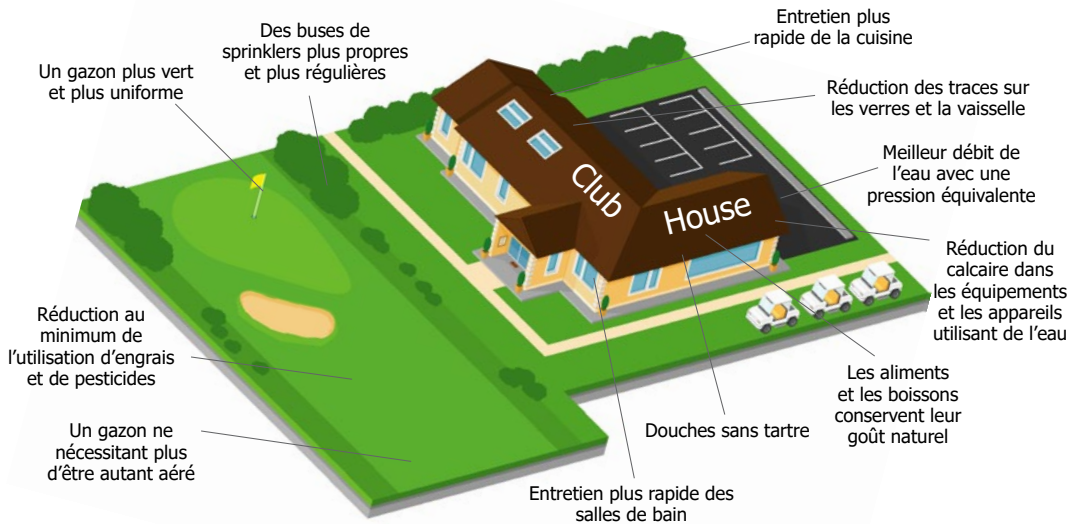 Entretien plus
rapide de la cuisine
Des buses de
sprinklers plus propres
et plus régulières
Un gazon plus vert
et plus uniforme
Réduction des traces sur
les verres et la vaisselle
Meilleur débit de
l'eau avec une
pression équivalente
Club
House
Réduction du
calcaire dans
les équipements
et les appareils
utilisant de l'eau
Réduction au
minimum de
l'utilisation d'engrais
et de pesticides
Les aliments
et les boissons
conservent leur
goût naturel
Un gazon ne
nécessitant plus
d'être autant aéré
Douches sans tartre
Entretien plus rapide des
salles de bain